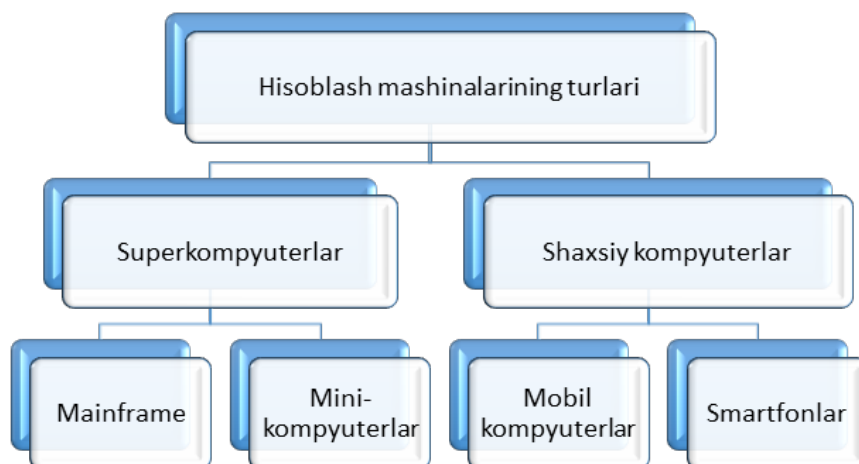 Hisoblash mashinalarining turlari
Superkompyuterlar
Shaxsiy kompyuterlar
Mainframe
Mini-
kompyuterlar
Mobil
kompyuterlar
Smartfonlar